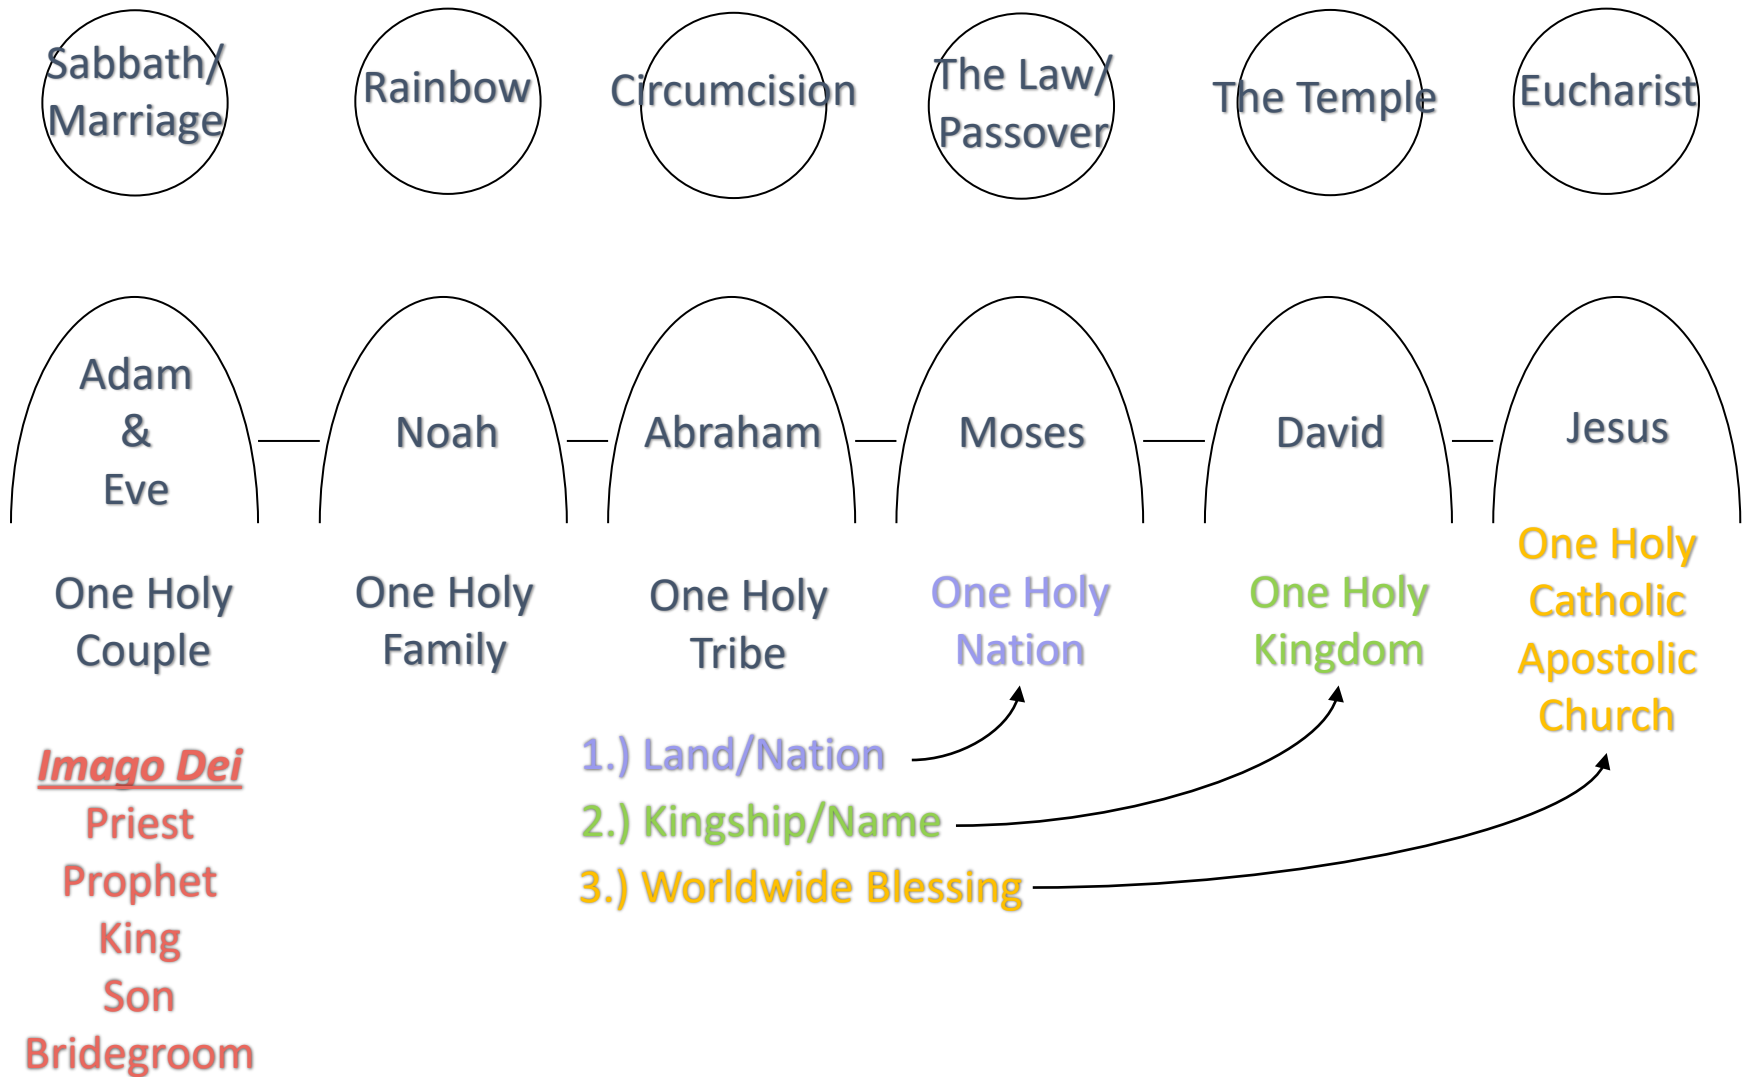 Sabbath/
Marriage
Rainbow
Circumcision
The Law/
Passover
The Temple
Eucharist
Adam
&
Eve
Noah
Abraham
Moses
David
Jesus
One Holy
Couple
One Holy
Family
One Holy
Tribe
One Holy
Nation
One Holy
Kingdom
One Holy
Catholic
Apostolic
Church
Imago Dei
Priest
Prophet
King
Son
Bridegroom
1.) Land/Nation
2.) Kingship/Name
3.) Worldwide Blessing